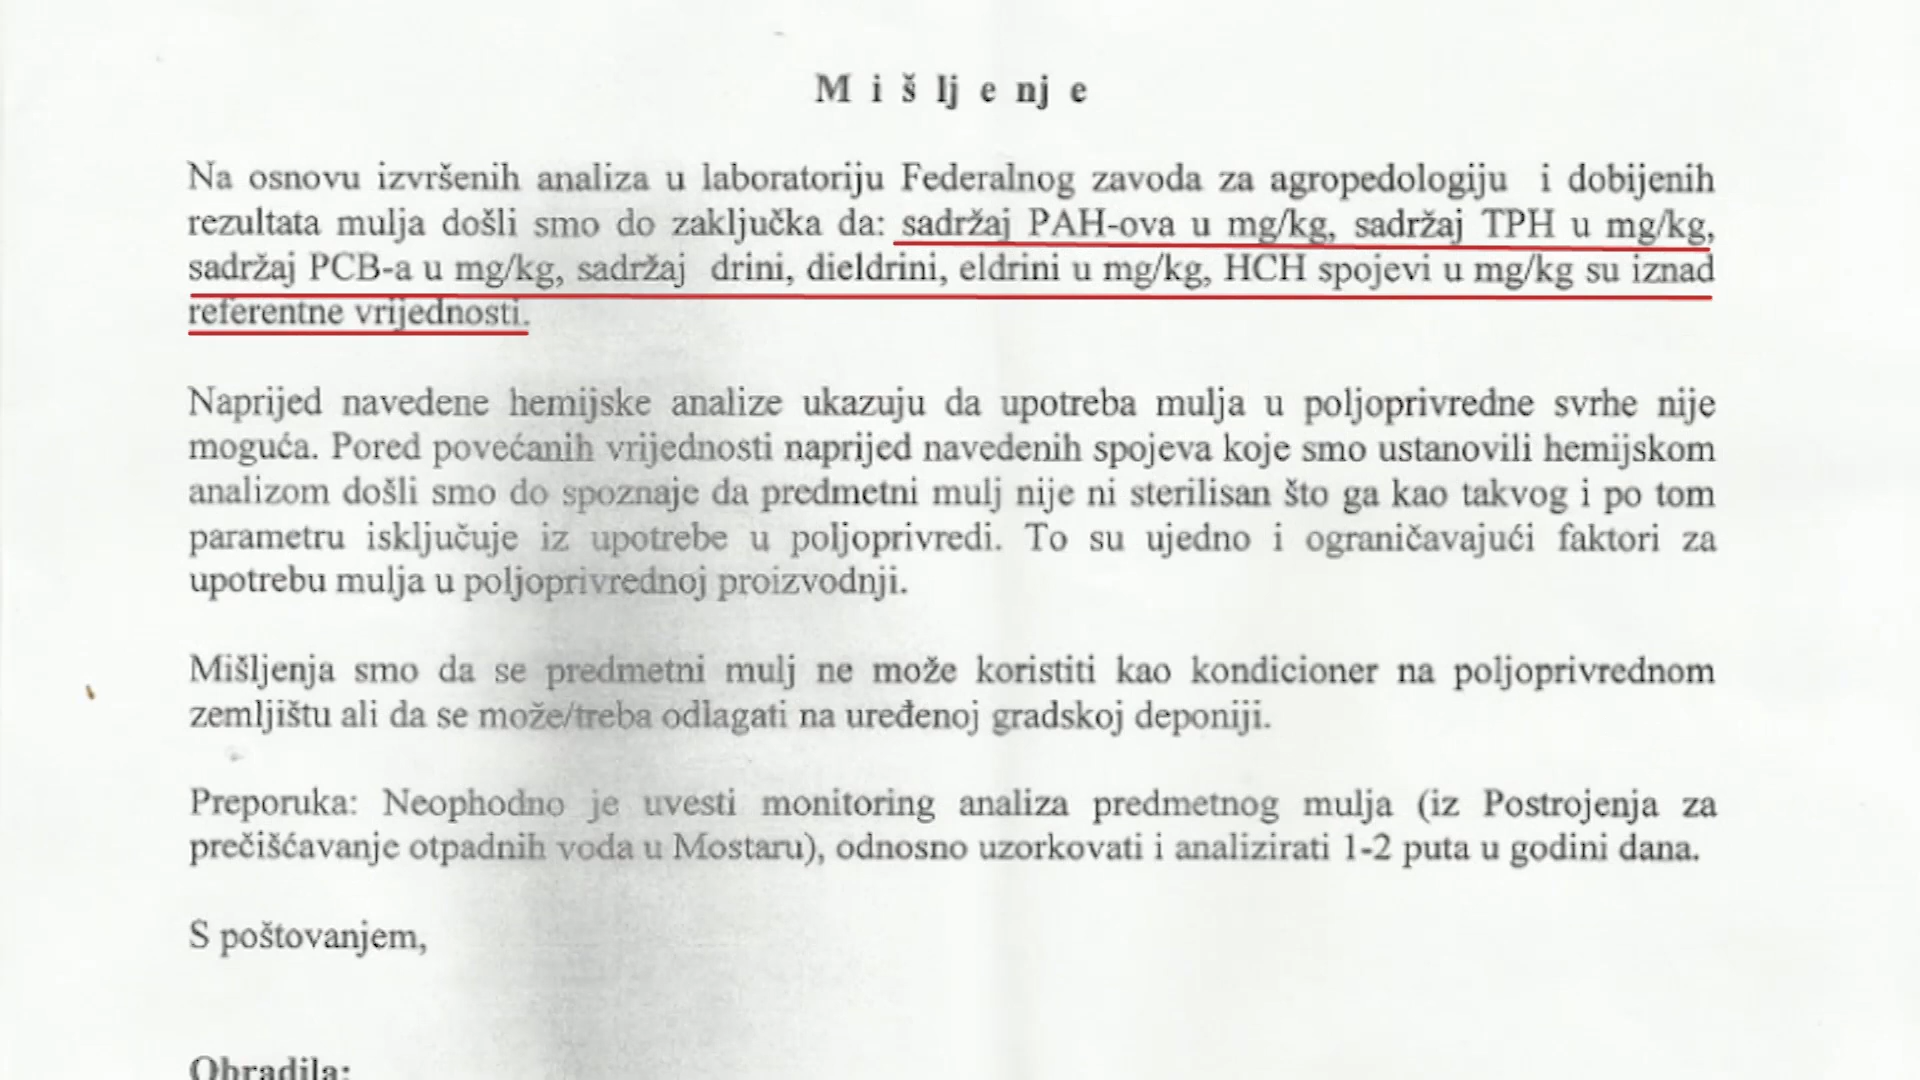 M i š lj e nj e
Na osnovu izvršenih analiza u laboratoriju Federalnog zavoda za agropedologiju i dobijenih
rezultata mulja došli smo do zaključka da: sadržaj PAH-ova u mg/kg, sadržaj TPH u mg/kg,
sadržaj PCB-a u mg/kg, sadržaj drini, dieldrini, eldrini u mg/kg, HCH spojevi u mg/kg su iznad
referentne vrijednosti.
Naprijed navedene hemijske analize ukazuju da upotreba mulja u poljoprivredne svrhe nije
moguća. Pored povećanih vrijednosti naprijed navedenih spojeva koje smo ustanovili hemijskom
analizom došli smo do spoznaje da predmetni mulj nije ni sterilisan što ga kao takvog i po tom
parametru isključuje iz upotrebe u poljoprivredi. To su ujedno i ograničavajući faktori za
upotrebu mulja u poljoprivrednoj proizvodnji.
Mišljenja smo da se predmetni mulj ne može koristiti kao kondicioner na poljoprivrednom
zemljištu ali da se može/treba odlagati na uređenoj gradskoj deponiji.
Preporuka: Neophodno je uvesti monitoring analiza predmetnog mulja (iz Postrojenja za
prečišćavanje otpadnih voda u Mostaru), odnosno uzorkovati i analizirati 1-2 puta u godini dana.
S poštovanjem,
Obradila: